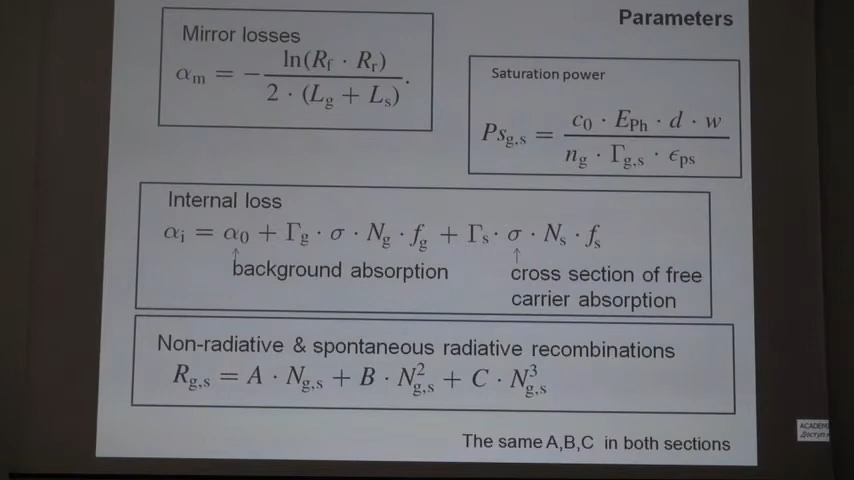 Parameters
Mirror losses
αm = − ln(Rf · Rr) / 2 · (Lg + Ls) .
Saturation power
Psg,s = c0 · EPh · d · w / ng · Γg,s · ϵps
Internal loss
αi = α0 + Γg · σ · Ng · fg + Γs · σ · Ns · fs
↑ ↑
background absorption
cross section of free
carrier absorption
Non-radiative & spontaneous radiative recombinations
Rg,s = A · Ng,s + B · N²g,s + C · N³g,s
The same A,B,C in both sections